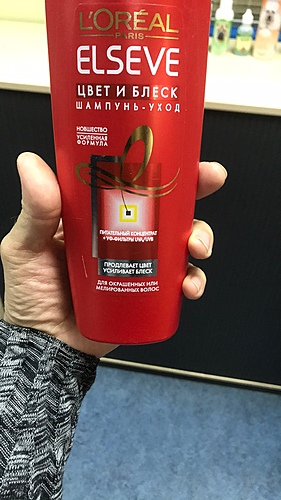 L'ORÉAL
PARIS
ELSEVE
ЦВЕТ И БЛЕСК
ШАМПУНЬ-УХОД
НОВШЕСТВО
УСИЛЕННАЯ
ФОРМУЛА
ПИТАТЕЛЬНЫЙ КОНЦЕНТРАТ
+ УФ-ФИЛЬТРЫ UVA/UVB
ПРОДЛЕВАЕТ ЦВЕТ
УСИЛИВАЕТ БЛЕСК
ДЛЯ ОКРАШЕННЫХ ИЛИ
МЕЛИРОВАННЫХ ВОЛОС